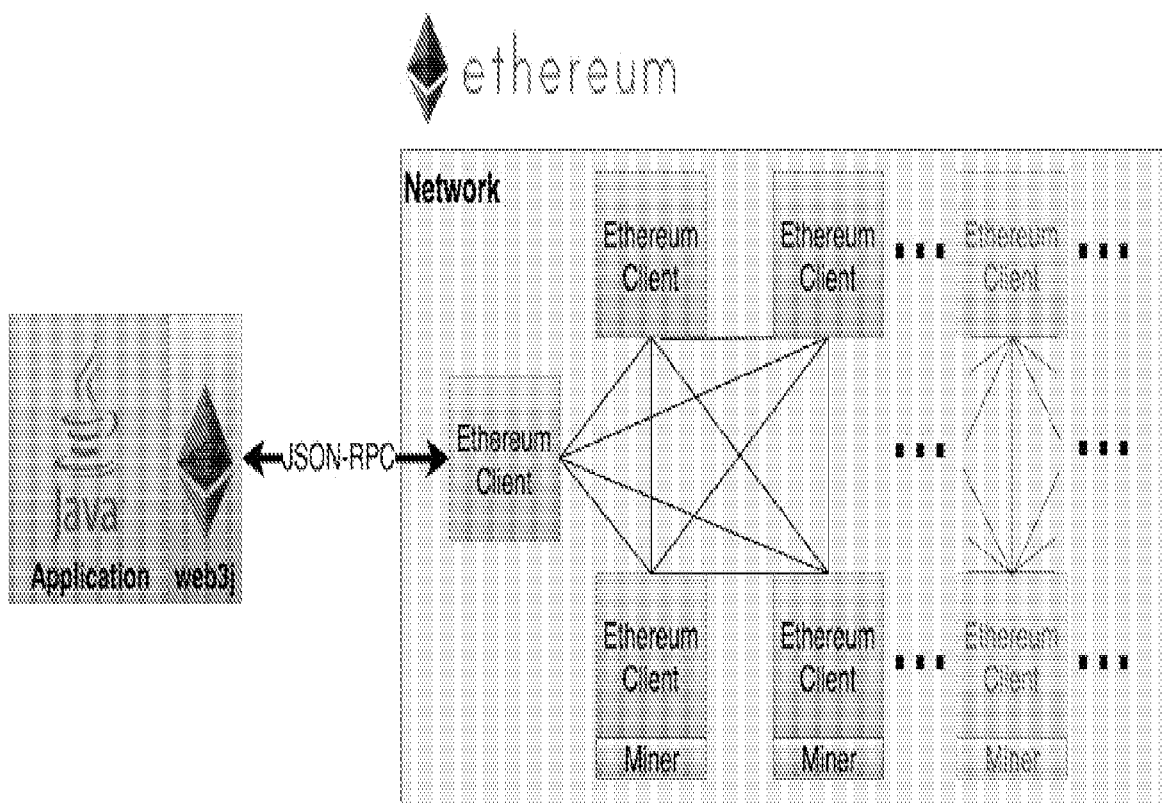 ethereum
Network
Ethereum
Client
Ethereum
Client
Ethereum
Client
Java
Application
web3j
JSON-RPC
Ethereum
Client
Ethereum
Client
Miner
Ethereum
Client
Miner
Ethereum
Client
Miner